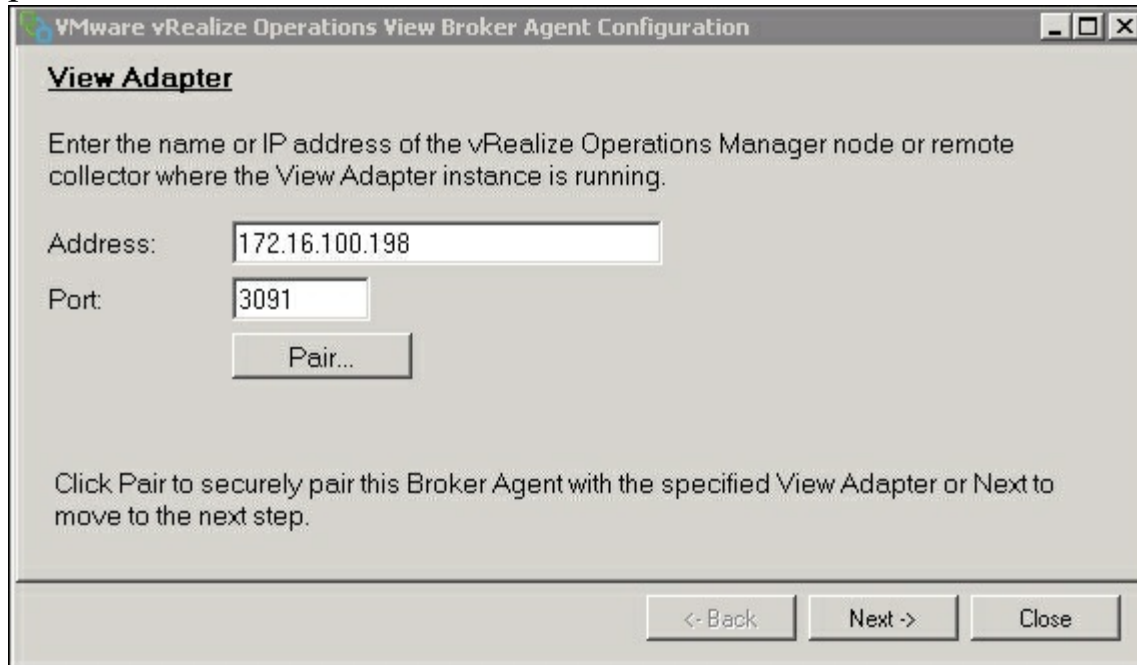 VMware vRealize Operations View Broker Agent Configuration
View Adapter
Enter the name or IP address of the vRealize Operations Manager node or remote
collector where the View Adapter instance is running.
Address: 172.16.100.198
Port: 3091
Pair...
Click Pair to securely pair this Broker Agent with the specified View Adapter or Next to
move to the next step.
<- Back Next -> Close